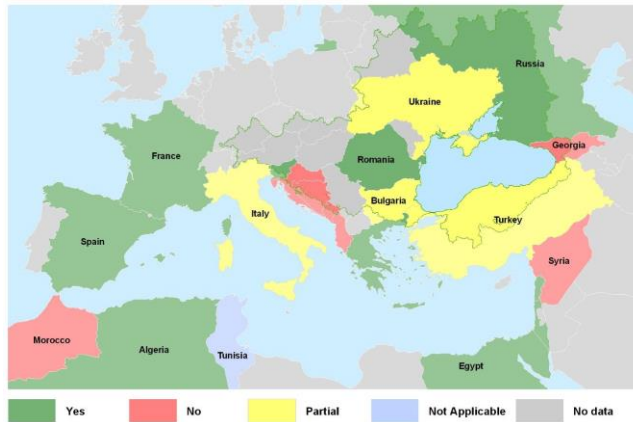 Russia
Ukraine
France
Romania
Georgia
Bulgaria
Italy
Turkey
Spain
Syria
Morocco
Algeria
Tunisia
Egypt
Yes No Partial Not Applicable No data